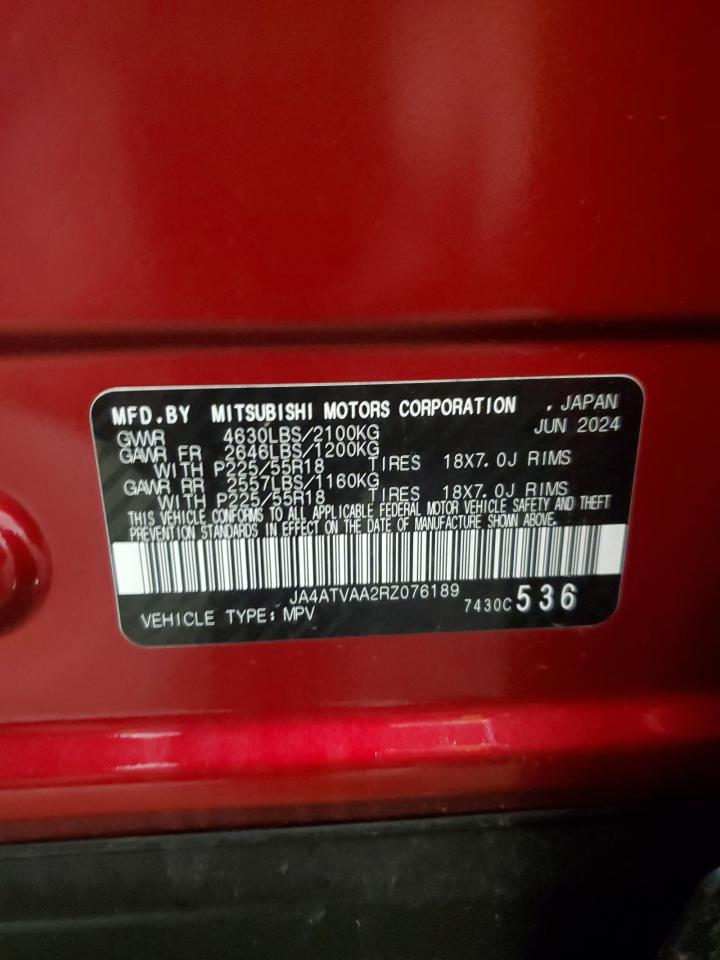 MFD.BY MITSUBISHI MOTORS CORPORATION , JAPAN
GVWR 4630LBS/2100KG JUN 2024
GAWR FR 2646LBS/1200KG
WITH P225/55R18 TIRES 18X7.0J RIMS
GAWR RR 2557LBS/1160KG
WITH P225/55R18 TIRES 18X7.0J RIMS
THIS VEHICLE CONFORMS TO ALL APPLICABLE FEDERAL MOTOR VEHICLE SAFETY AND THEFT
PREVENTION STANDARDS IN EFFECT ON THE DATE OF MANUFACTURE SHOWN ABOVE.
JA4ATVAA2RZ076189
VEHICLE TYPE: MPV 7430C 536